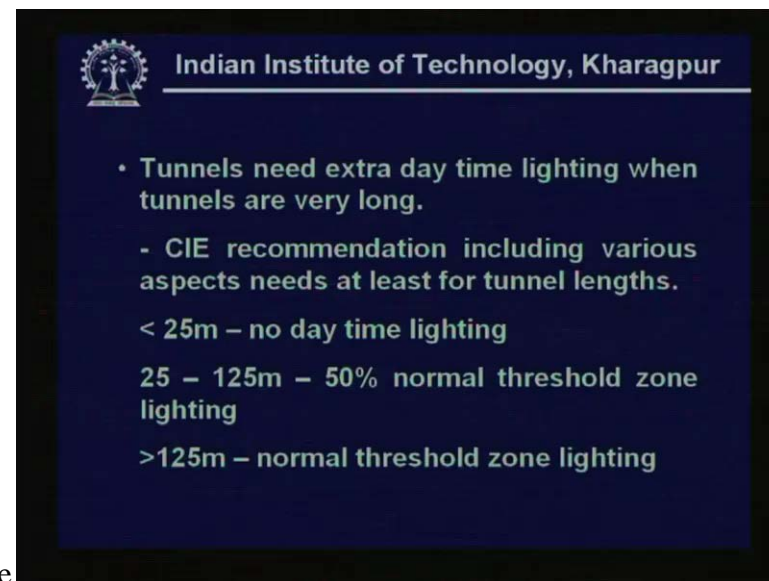 Indian Institute of Technology, Kharagpur
• Tunnels need extra day time lighting when
tunnels are very long.
- CIE recommendation including various
aspects needs at least for tunnel lengths.
< 25m – no day time lighting
25 – 125m – 50% normal threshold zone
lighting
>125m – normal threshold zone lighting
e